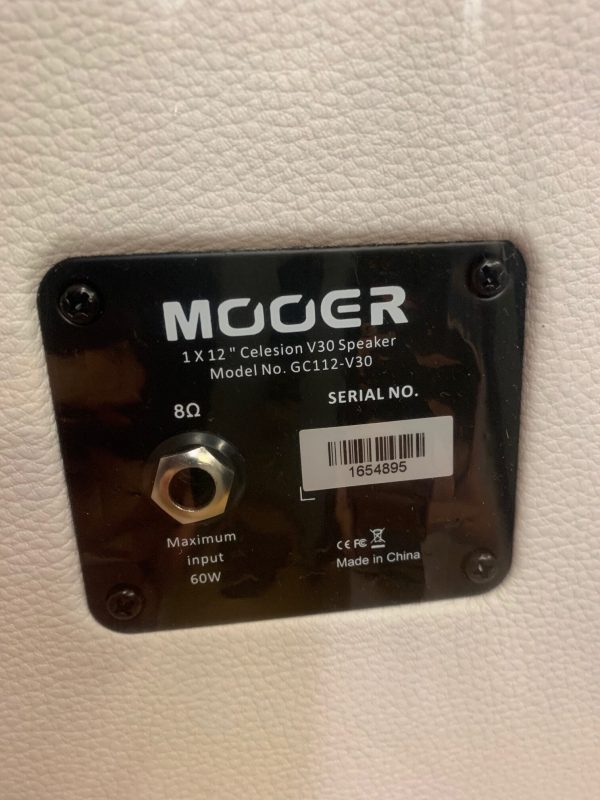 MOOER
1 X 12" Celesion V30 Speaker
Model No. GC112-V30
8Ω
SERIAL NO.
1654895
Maximum
input
60W
CE FC
Made in China